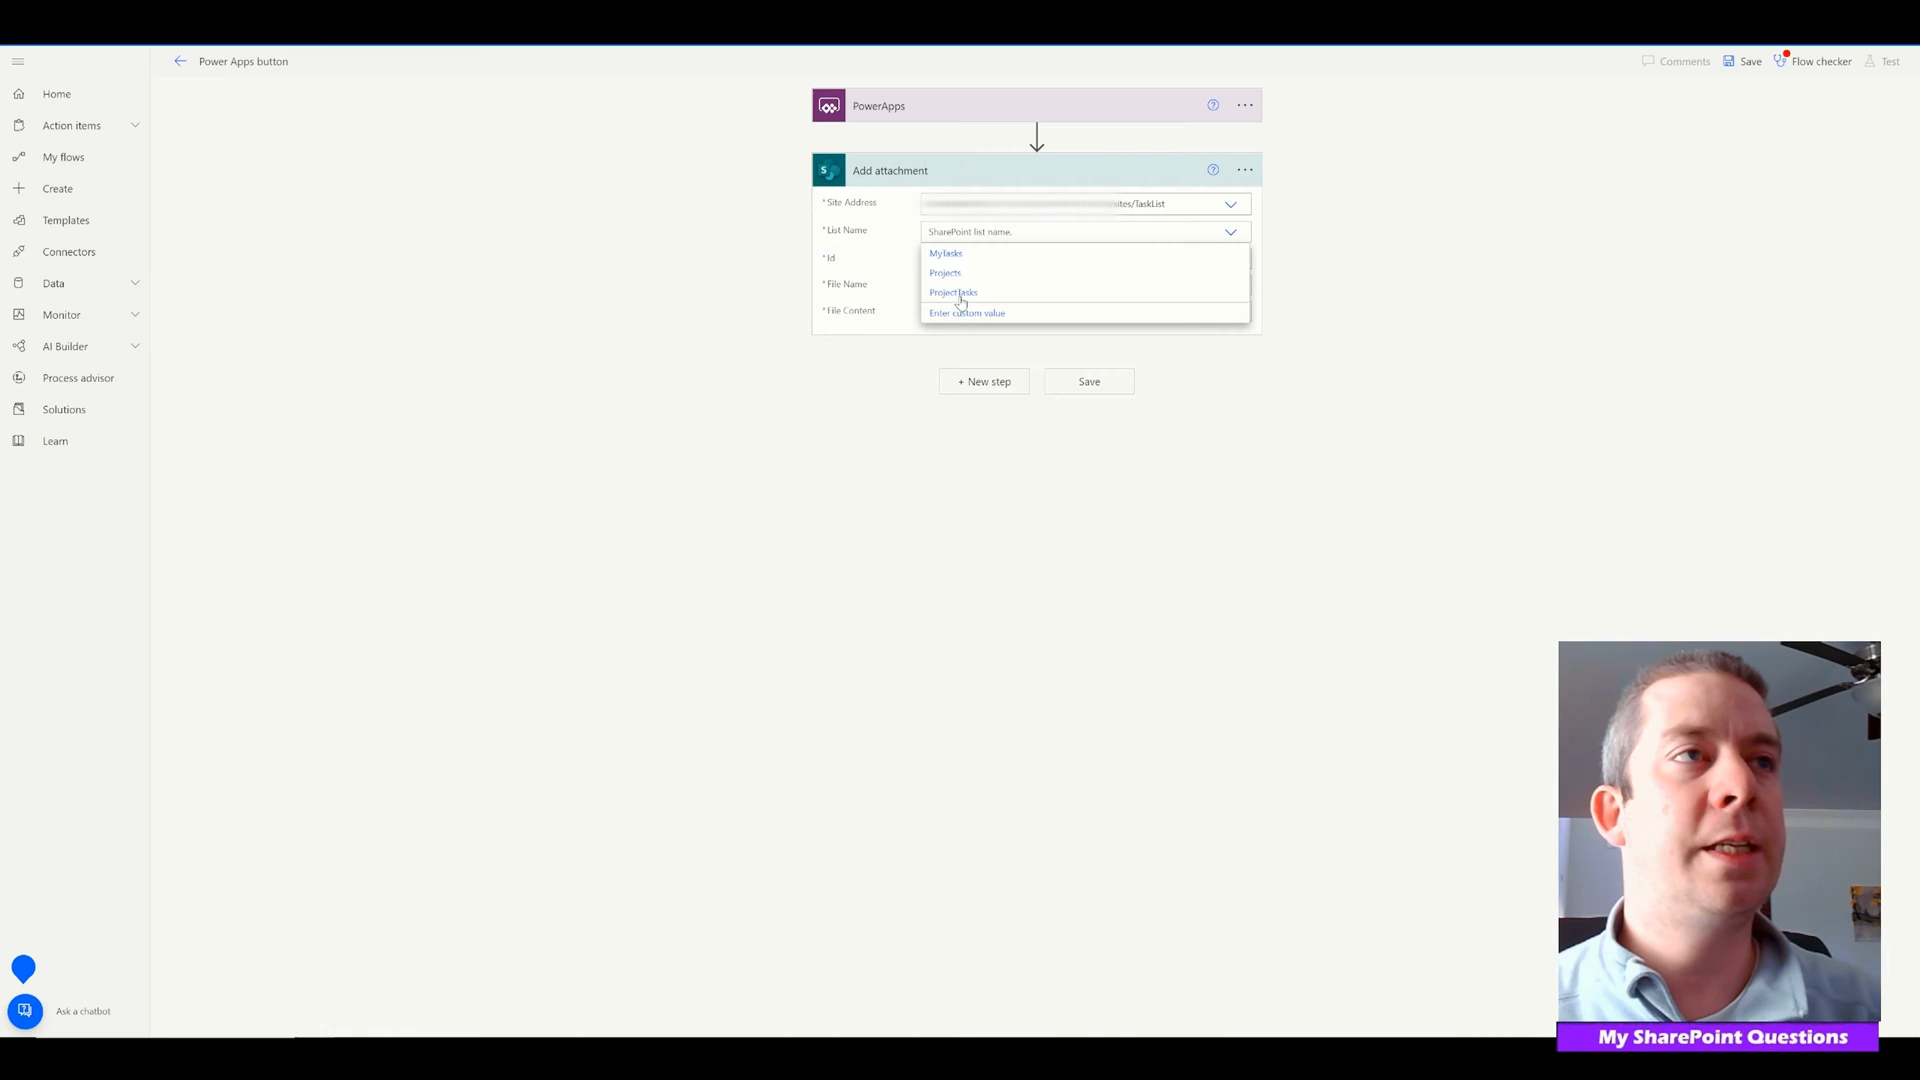 Power Apps button
Comments
Save
Flow checker
Test
Home
Action items
My flows
Create
Templates
Connectors
Data
Monitor
AI Builder
Process advisor
Solutions
Learn
Ask a chatbot
PowerApps
Add attachment
* Site Address
/TaskList
* List Name
SharePoint list name.
MyTasks
Projects
ProjectTasks
Enter custom value
* Id
* File Name
* File Content
+ New step
Save
My SharePoint Questions